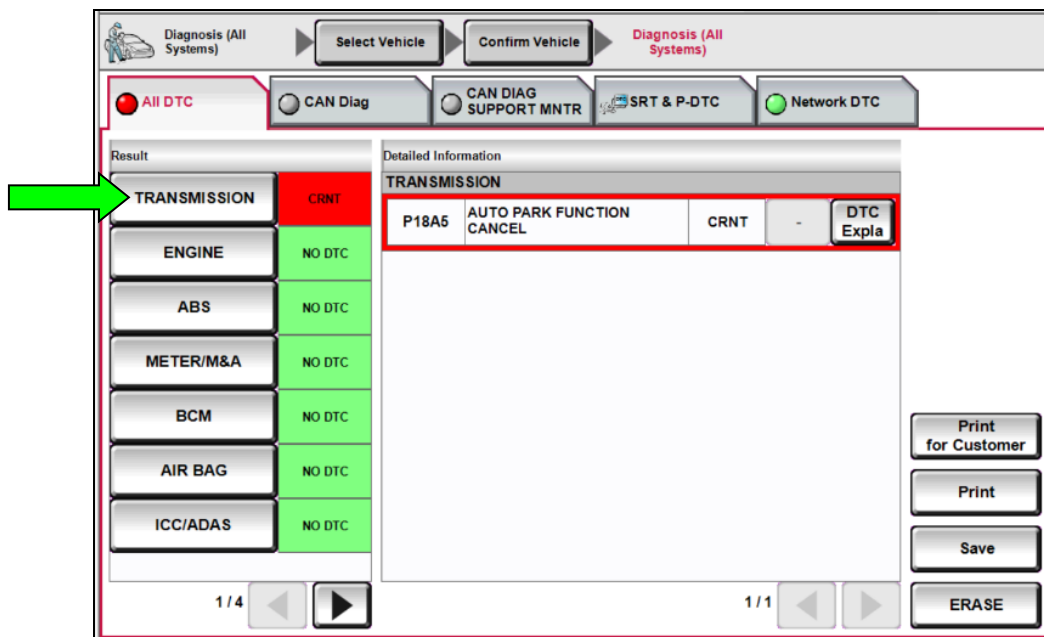 Diagnosis (All
Systems)
Select Vehicle
Confirm Vehicle
Diagnosis (All
Systems)
All DTC
CAN Diag
CAN DIAG
SUPPORT MNTR
SRT & P-DTC
Network DTC
Result
Detailed Information
TRANSMISSION
CRNT
ENGINE
NO DTC
ABS
NO DTC
METER/M&A
NO DTC
BCM
NO DTC
AIR BAG
NO DTC
ICC/ADAS
NO DTC
1/4
TRANSMISSION
P18A5
AUTO PARK FUNCTION
CANCEL
CRNT
-
DTC
Expla
1/1
Print
for Customer
Print
Save
ERASE